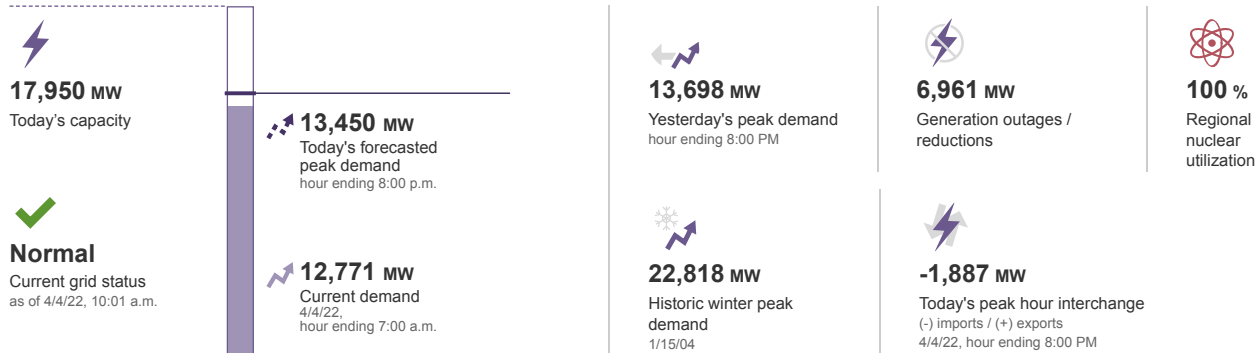 17,950 MW
Today's capacity
Normal
Current grid status
as of 4/4/22, 10:01 a.m.
13,450 MW
Today's forecasted
peak demand
hour ending 8:00 p.m.
12,771 MW
Current demand
4/4/22,
hour ending 7:00 a.m.
13,698 MW
Yesterday's peak demand
hour ending 8:00 PM
6,961 MW
Generation outages /
reductions
100 %
Regional
nuclear
utilization
22,818 MW
Historic winter peak
demand
1/15/04
-1,887 MW
Today's peak hour interchange
(-) imports / (+) exports
4/4/22, hour ending 8:00 PM